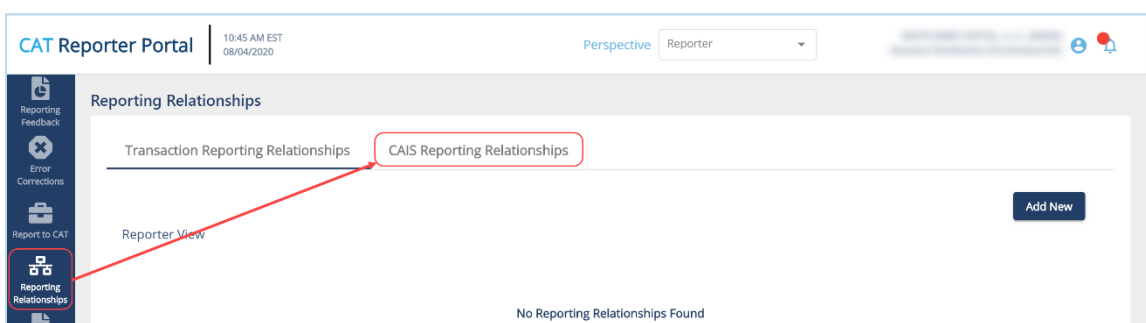 CAT Reporter Portal
10:45 AM EST
08/04/2020
Perspective
Reporter
Reporting
Feedback
Error
Corrections
Report to CAT
Reporting
Relationships
Reporting Relationships
Transaction Reporting Relationships
CAIS Reporting Relationships
Add New
Reporter View
No Reporting Relationships Found